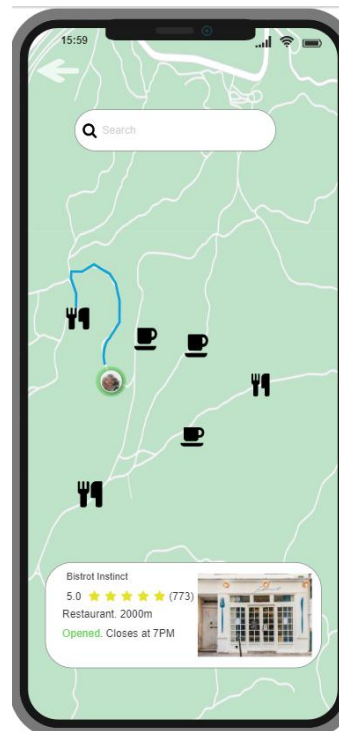 15:59
Search
Bistrot Instinct
5.0 (773)
Restaurant. 2000m
Opened. Closes at 7PM